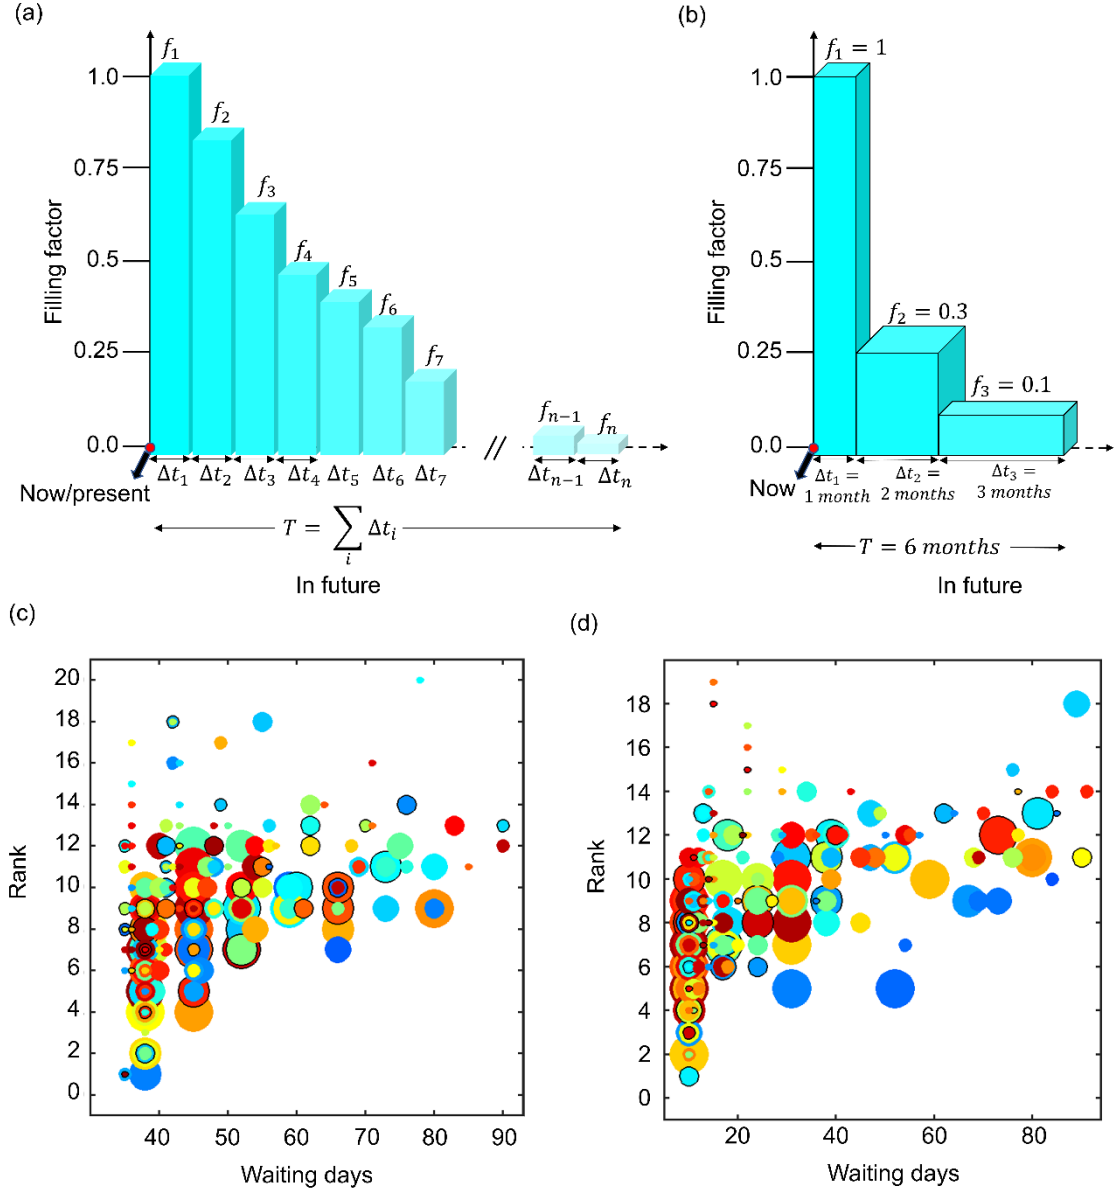 (a)
Filling factor
1.0
0.75
0.5
0.25
0.0
f₁
f₂
f₃
f₄
f₅
f₆
f₇
fₙ₋₁
fₙ
//
Δt₁ Δt₂ Δt₃ Δt₄ Δt₅ Δt₆ Δt₇ Δtₙ₋₁ Δtₙ
Now/present
T = ∑ᵢ Δtᵢ
In future
(b)
Filling factor
1.0
0.75
0.5
0.25
0.0
f₁ = 1
f₂ = 0.3
f₃ = 0.1
Now
Δt₁ =
1 month
Δt₂ =
2 months
Δt₃ =
3 months
T = 6 months
In future
(c)
Rank
20
18
16
14
12
10
8
6
4
2
0
40 50 60 70 80 90
Waiting days
(d)
Rank
18
16
14
12
10
8
6
4
2
0
20 40 60 80
Waiting days